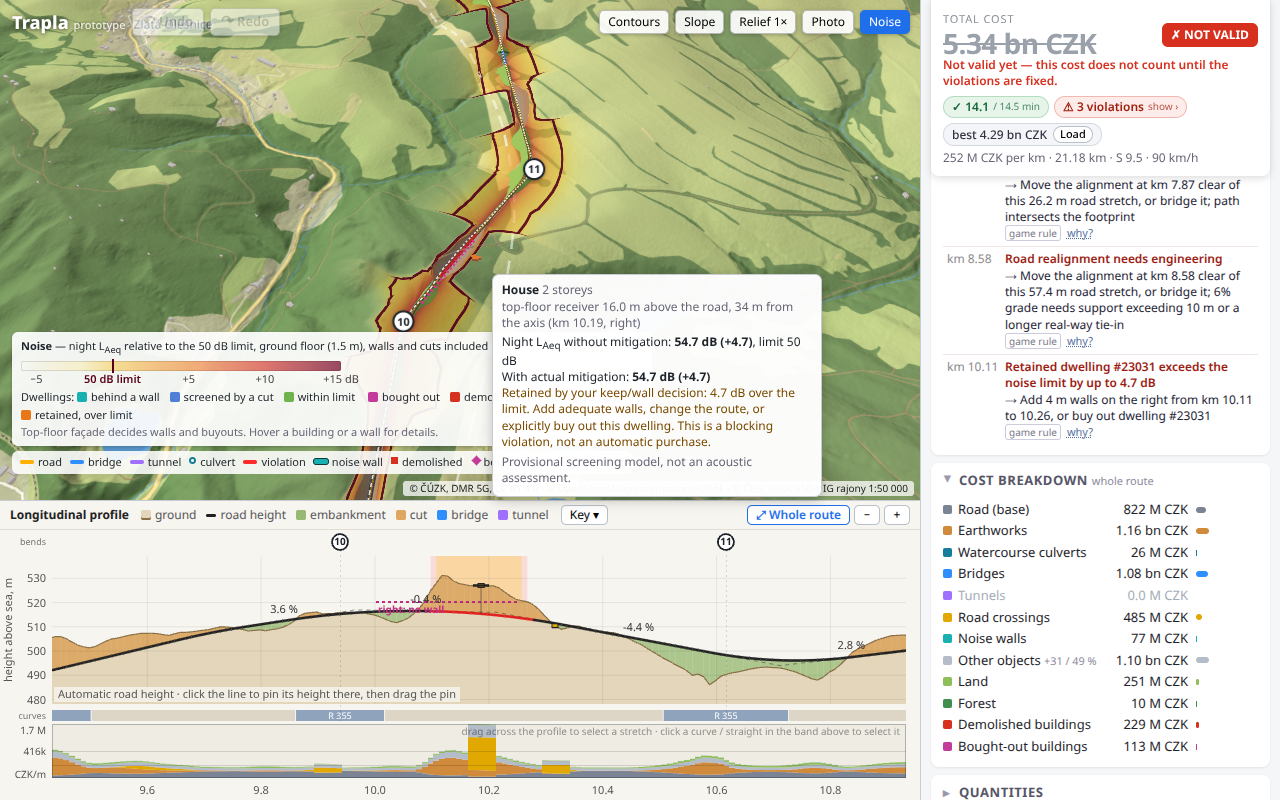 Trapla prototype
Undo
Redo
Contours
Slope
Relief 1×
Photo
Noise
11
10
Noise — night LAeq relative to the 50 dB limit, ground floor (1.5 m), walls and cuts included
−5
50 dB limit
+5
+10
+15 dB
Dwellings: behind a wall screened by a cut within limit bought out
retained, over limit
Top-floor façade decides walls and buyouts. Hover a building or a wall for details.
road bridge tunnel culvert violation noise wall demolished
© ČÚZK, DMR 5G,
IG rajony 1:50 000
House 2 storeys
top-floor receiver 16.0 m above the road, 34 m from
the axis (km 10.19, right)
Night LAeq without mitigation: 54.7 dB (+4.7), limit 50
dB
With actual mitigation: 54.7 dB (+4.7)
Retained by your keep/wall decision: 4.7 dB over the
limit. Add adequate walls, change the route, or
explicitly buy out this dwelling. This is a blocking
violation, not an automatic purchase.
Provisional screening model, not an acoustic
assessment.
Longitudinal profile
ground
road height
embankment
cut
bridge
tunnel
Key ▾
⤢ Whole route
−
+
bends
10
11
height above sea, m
530
520
510
500
490
480
3.6 %
-0.4 %
right: no wall
-4.4 %
2.8 %
Automatic road height · click the line to pin its height there, then drag the pin
curves
R 355
R 355
1.7 M
416k
CZK/m
drag across the profile to select a stretch · click a curve / straight in the band above to select it
9.6
9.8
10.0
10.2
10.4
10.6
10.8
TOTAL COST
5.34 bn CZK
✗ NOT VALID
Not valid yet — this cost does not count until the
violations are fixed.
✓ 14.1 / 14.5 min
⚠ 3 violations show ›
best 4.29 bn CZK Load
252 M CZK per km · 21.18 km · S 9.5 · 90 km/h
→ Move the alignment at km 7.87 clear of
this 26.2 m road stretch, or bridge it; path
intersects the footprint
game rule why?
km 8.58 Road realignment needs engineering
→ Move the alignment at km 8.58 clear of
this 57.4 m road stretch, or bridge it; 6%
grade needs support exceeding 10 m or a
longer real-way tie-in
game rule why?
km 10.11 Retained dwelling #23031 exceeds the
noise limit by up to 4.7 dB
→ Add 4 m walls on the right from km 10.11
to 10.26, or buy out dwelling #23031
game rule why?
▼ COST BREAKDOWN whole route
Road (base) 822 M CZK
Earthworks 1.16 bn CZK
Watercourse culverts 26 M CZK
Bridges 1.08 bn CZK
Tunnels 0.0 M CZK
Road crossings 485 M CZK
Noise walls 77 M CZK
Other objects +31 / 49 % 1.10 bn CZK
Land 251 M CZK
Forest 10 M CZK
Demolished buildings 229 M CZK
Bought-out buildings 113 M CZK
▶ QUANTITIES